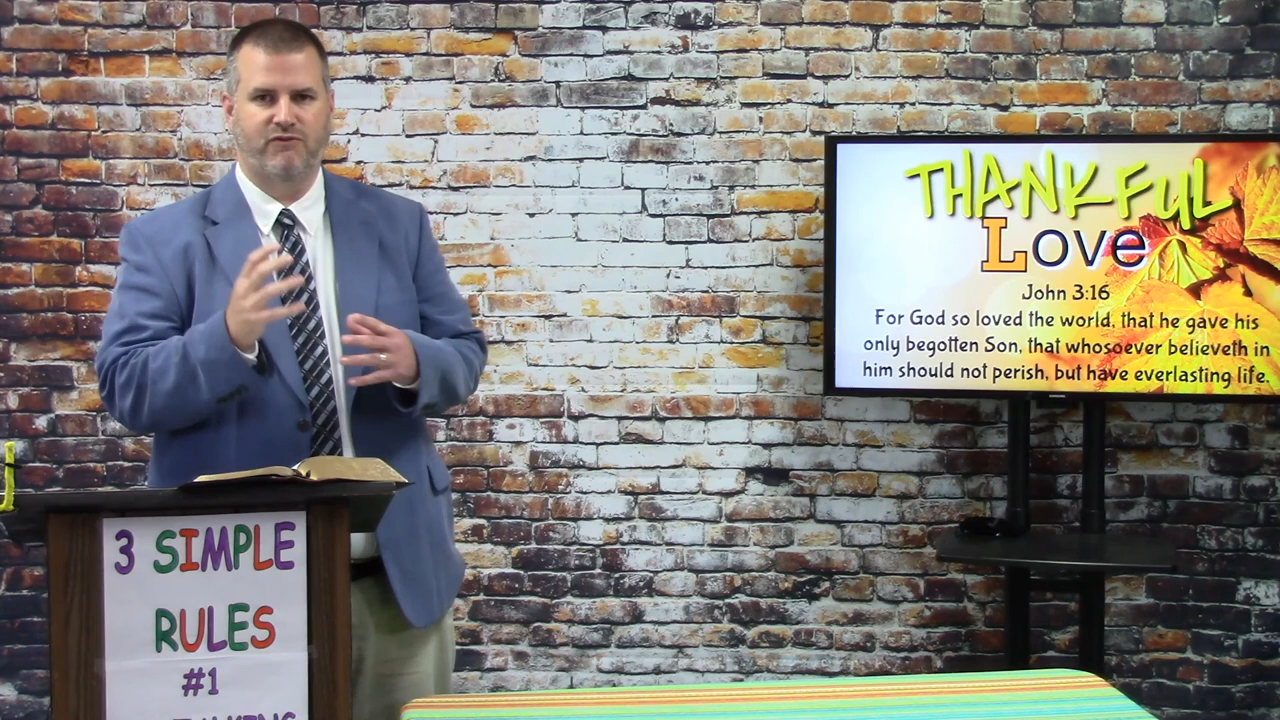 3 SIMPLE
RULES
#1
THANKFUL
Love
John 3:16
For God so loved the world, that he gave his
only begotten Son, that whosoever believeth in
him should not perish, but have everlasting life.
SAMSUNG